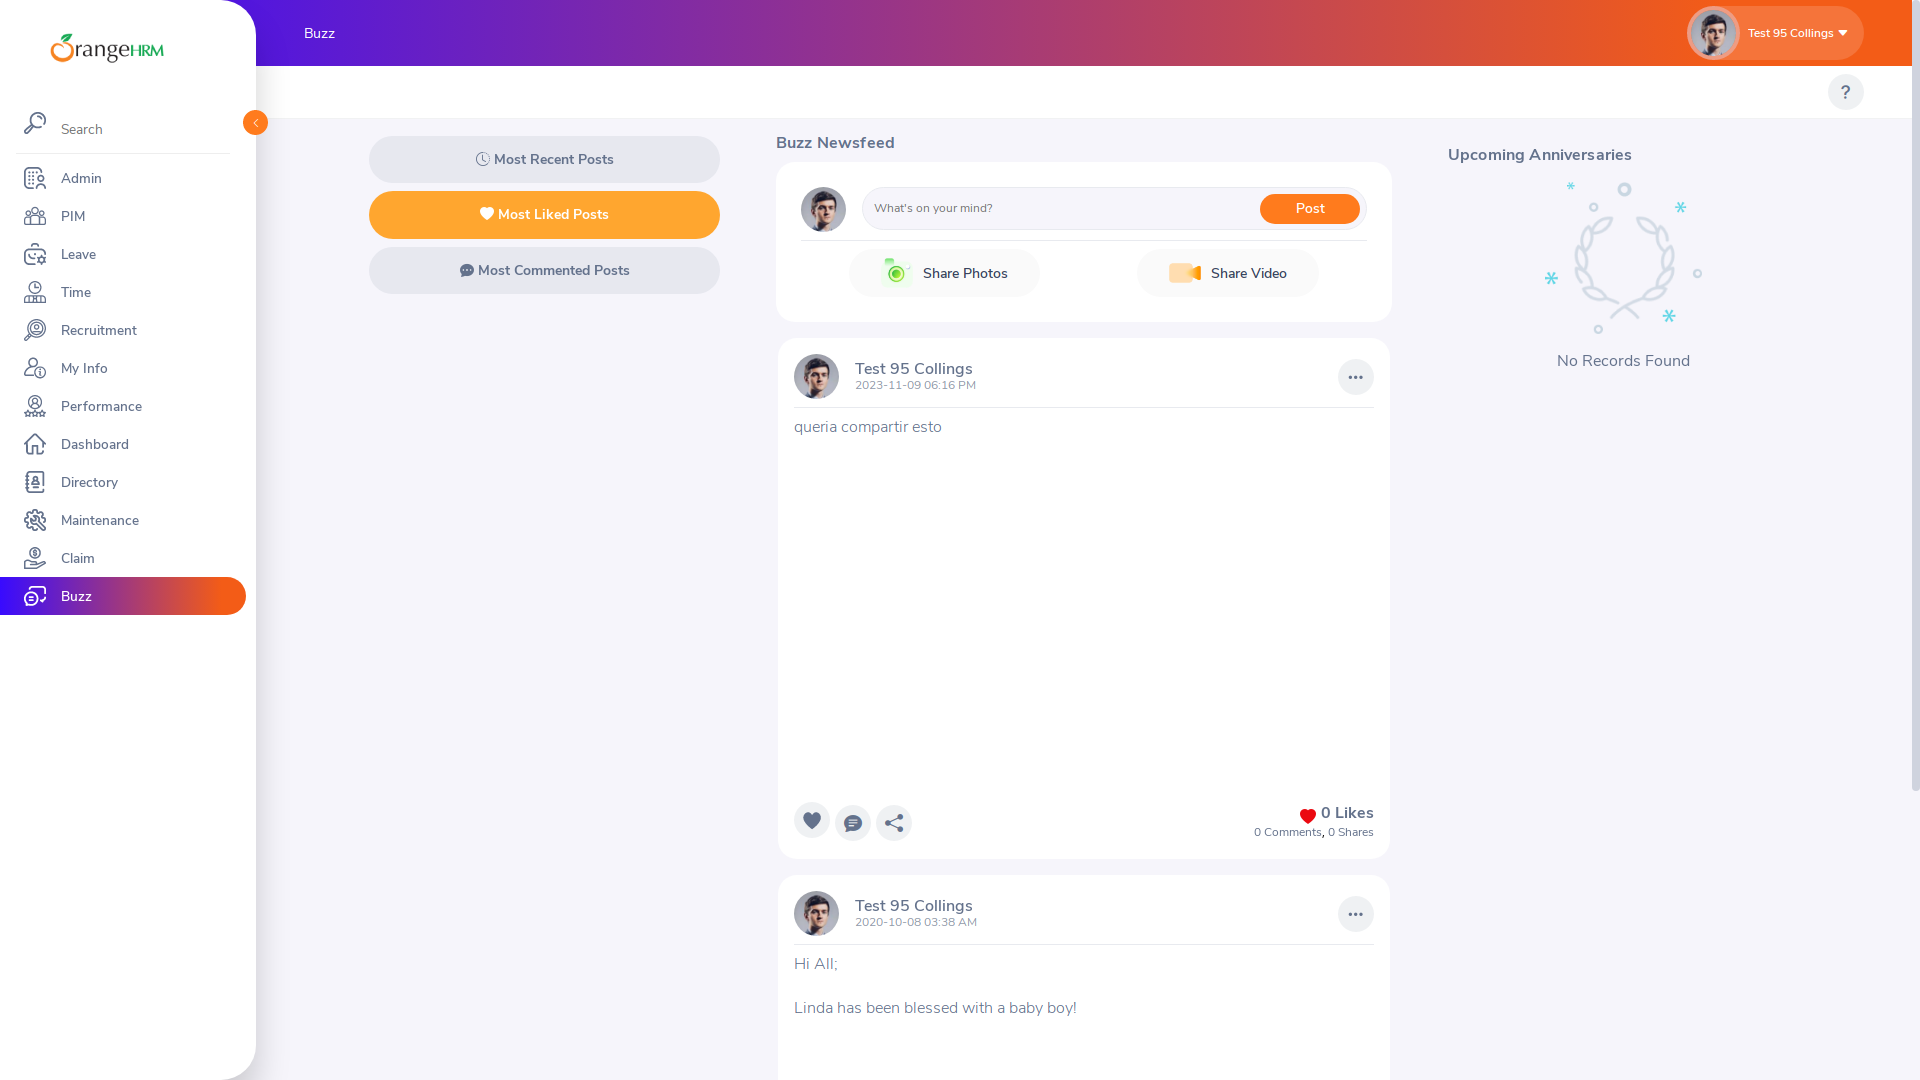 OrangeHRM
Search
Admin
PIM
Leave
Time
Recruitment
My Info
Performance
Dashboard
Directory
Maintenance
Claim
Buzz
Buzz
Test 95 Collings
?
Most Recent Posts
Most Liked Posts
Most Commented Posts
Buzz Newsfeed
What's on your mind?
Post
Share Photos
Share Video
Test 95 Collings
2023-11-09 06:16 PM
queria compartir esto
0 Likes
0 Comments, 0 Shares
Test 95 Collings
2020-10-08 03:38 AM
Hi All;
Linda has been blessed with a baby boy!
Upcoming Anniversaries
No Records Found